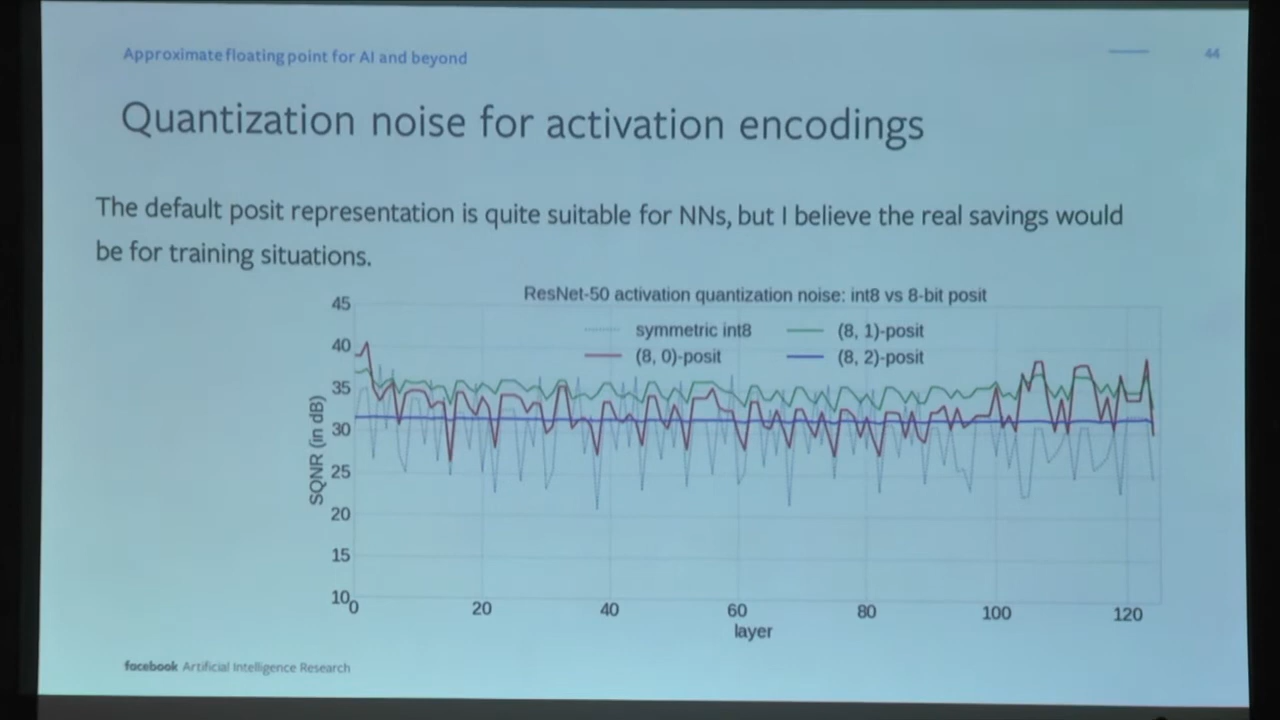 Approximate floating point for AI and beyond
44
Quantization noise for activation encodings
The default posit representation is quite suitable for NNs, but I believe the real savings would
be for training situations.
ResNet-50 activation quantization noise: int8 vs 8-bit posit
symmetric int8
(8, 1)-posit
(8, 0)-posit
(8, 2)-posit
SQNR (in dB)
45
40
35
30
25
20
15
10
0
20
40
60
80
100
120
layer
facebook Artificial Intelligence Research